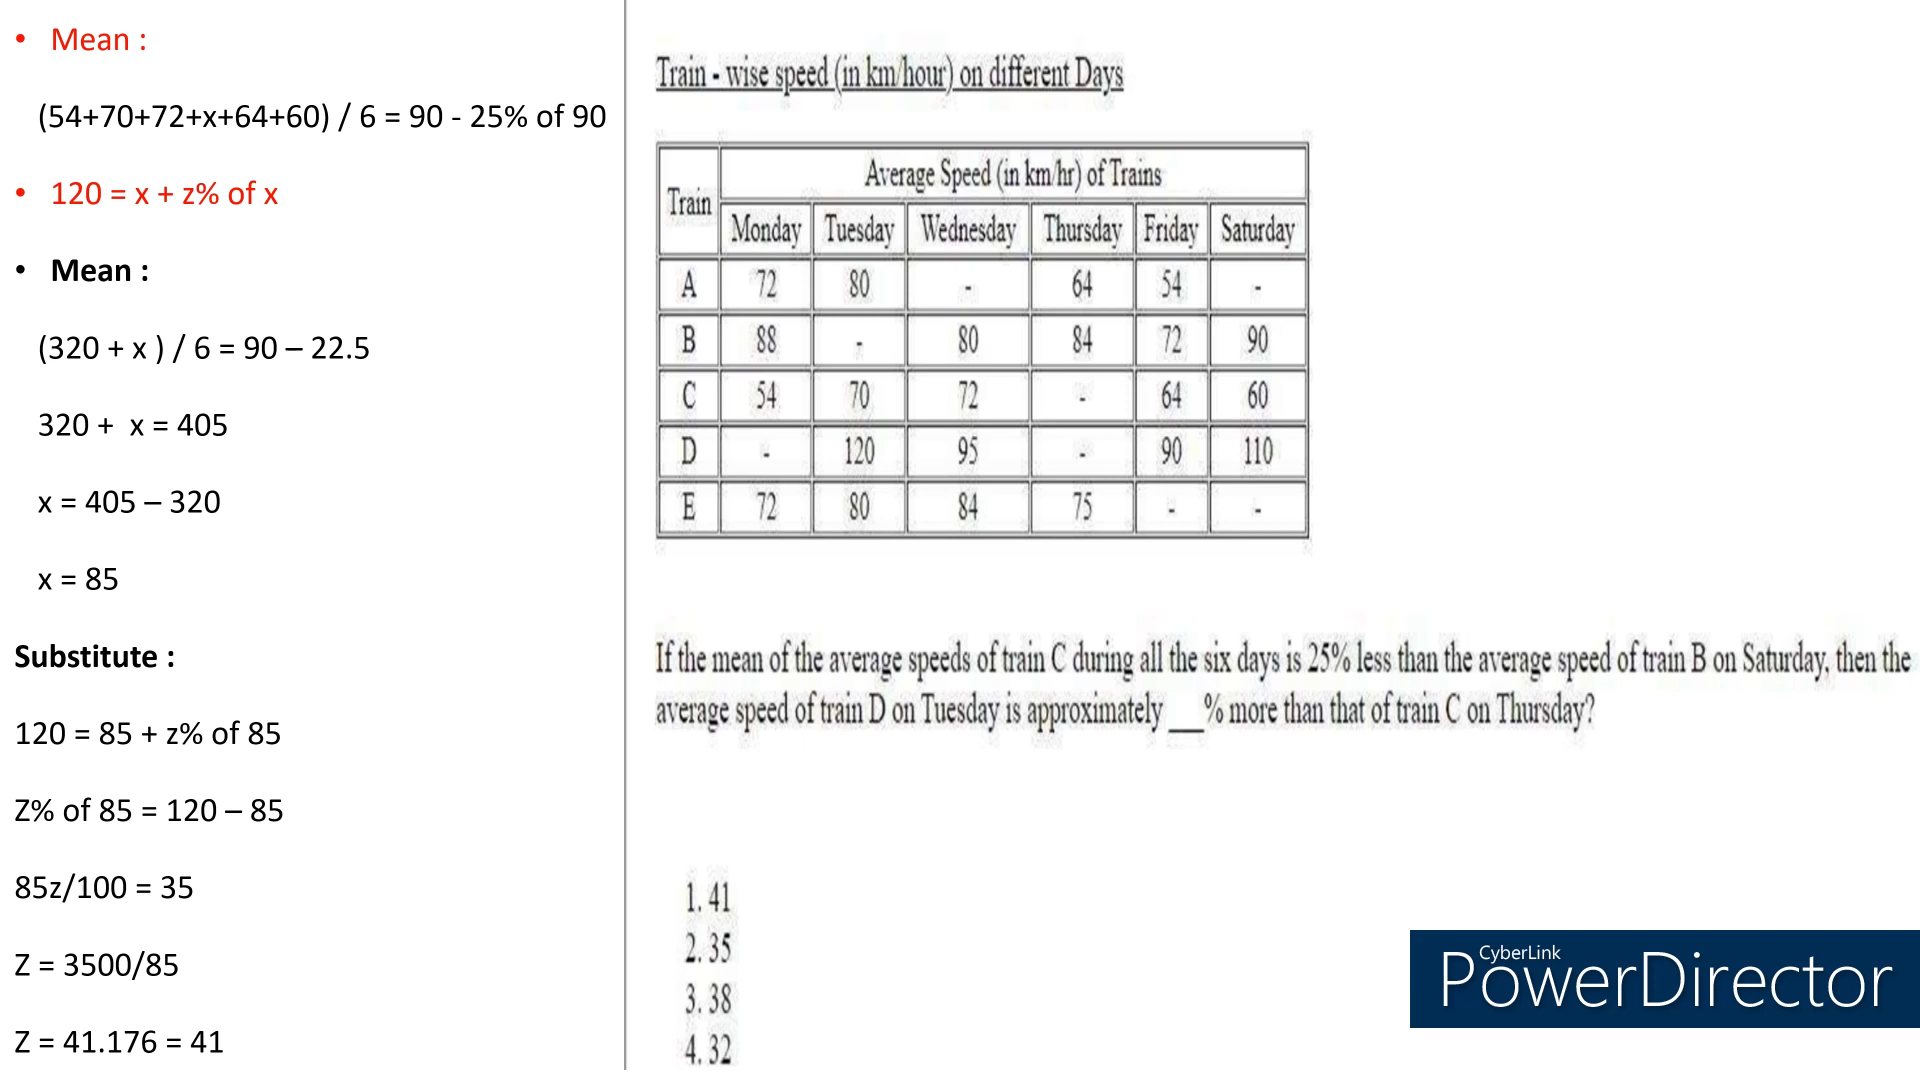 • Mean :
(54+70+72+x+64+60) / 6 = 90 - 25% of 90
• 120 = x + z% of x
• Mean :
(320 + x ) / 6 = 90 – 22.5
320 + x = 405
x = 405 – 320
x = 85
Substitute :
120 = 85 + z% of 85
Z% of 85 = 120 – 85
85z/100 = 35
Z = 3500/85
Z = 41.176 = 41
Train - wise speed (in km/hour) on different Days
Train Average Speed (in km/hr) of Trains
Monday Tuesday Wednesday Thursday Friday Saturday
A 72 80 - 64 54 -
B 88 - 80 84 72 90
C 54 70 72 - 64 60
D - 120 95 - 90 110
E 72 80 84 75 - -
If the mean of the average speeds of train C during all the six days is 25% less than the average speed of train B on Saturday, then the
average speed of train D on Tuesday is approximately ___% more than that of train C on Thursday?
1. 41
2. 35
3. 38
4. 32
CyberLink
PowerDirector